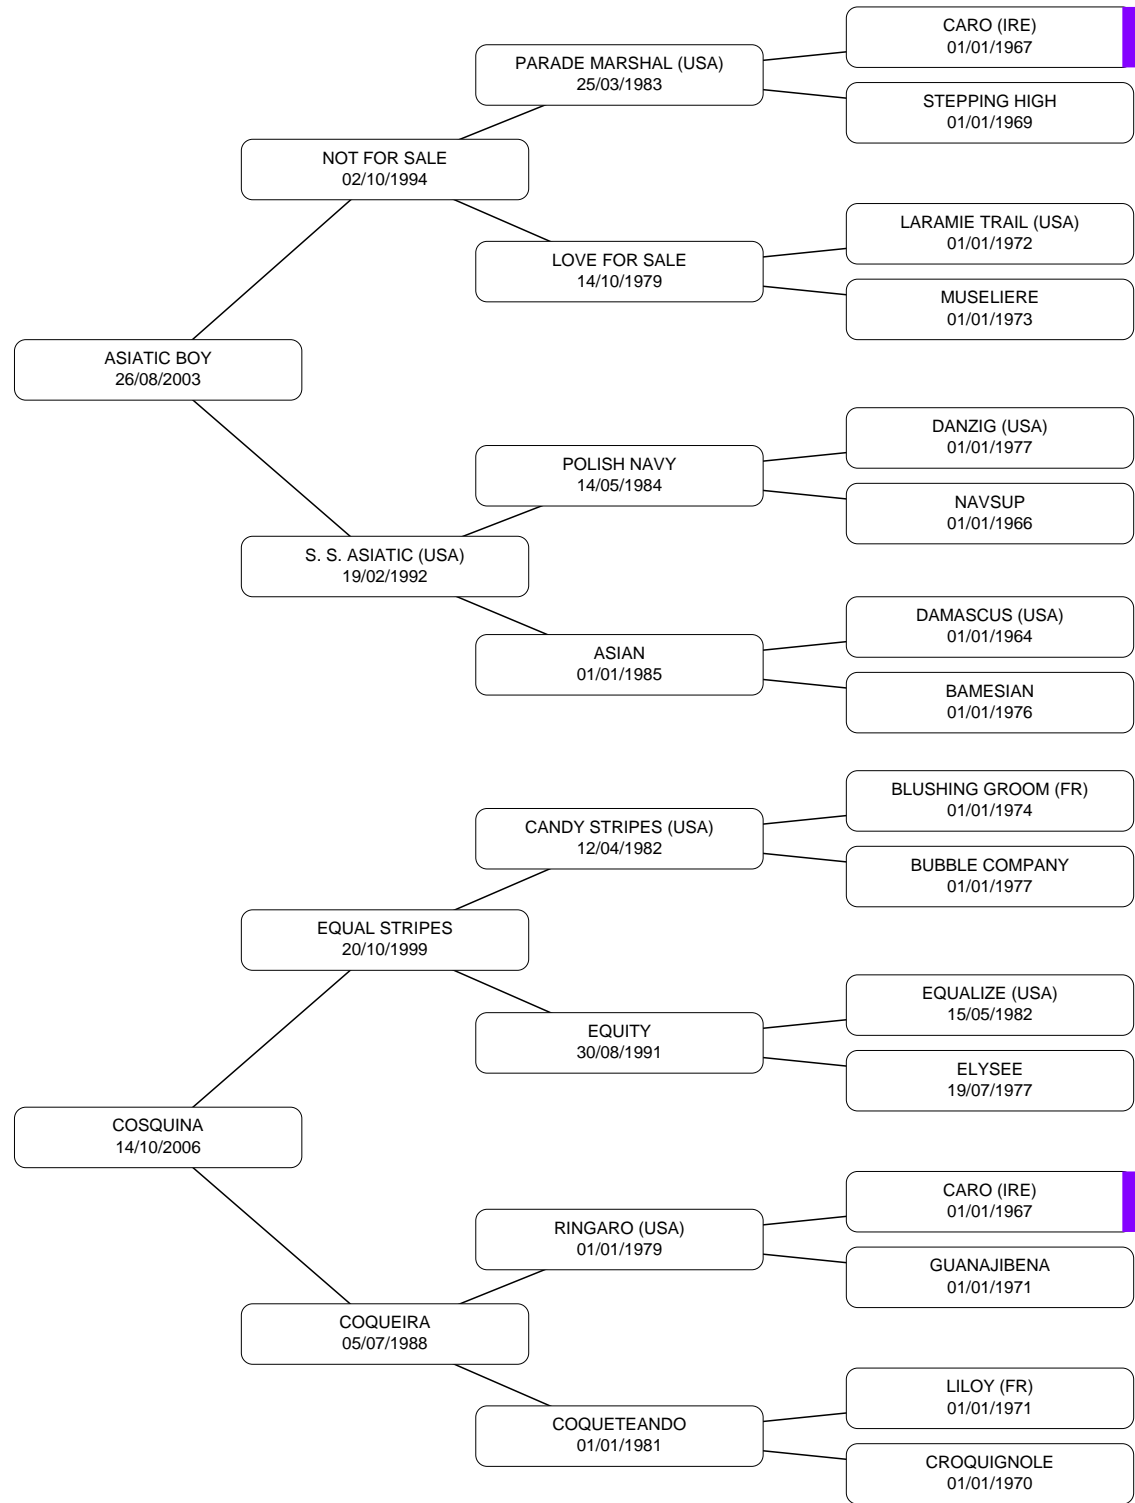 CARO (IRE)
01/01/1967
PARADE MARSHAL (USA)
25/03/1983
STEPPING HIGH
01/01/1969
NOT FOR SALE
02/10/1994
LARAMIE TRAIL (USA)
01/01/1972
LOVE FOR SALE
14/10/1979
MUSELIERE
01/01/1973
ASIATIC BOY
26/08/2003
DANZIG (USA)
01/01/1977
POLISH NAVY
14/05/1984
NAVSUP
01/01/1966
S. S. ASIATIC (USA)
19/02/1992
DAMASCUS (USA)
01/01/1964
ASIAN
01/01/1985
BAMESIAN
01/01/1976
BLUSHING GROOM (FR)
01/01/1974
CANDY STRIPES (USA)
12/04/1982
BUBBLE COMPANY
01/01/1977
EQUAL STRIPES
20/10/1999
EQUALIZE (USA)
15/05/1982
EQUITY
30/08/1991
ELYSEE
19/07/1977
COSQUINA
14/10/2006
CARO (IRE)
01/01/1967
RINGARO (USA)
01/01/1979
GUANAJIBENA
01/01/1971
COQUEIRA
05/07/1988
LILOY (FR)
01/01/1971
COQUETEANDO
01/01/1981
CROQUIGNOLE
01/01/1970